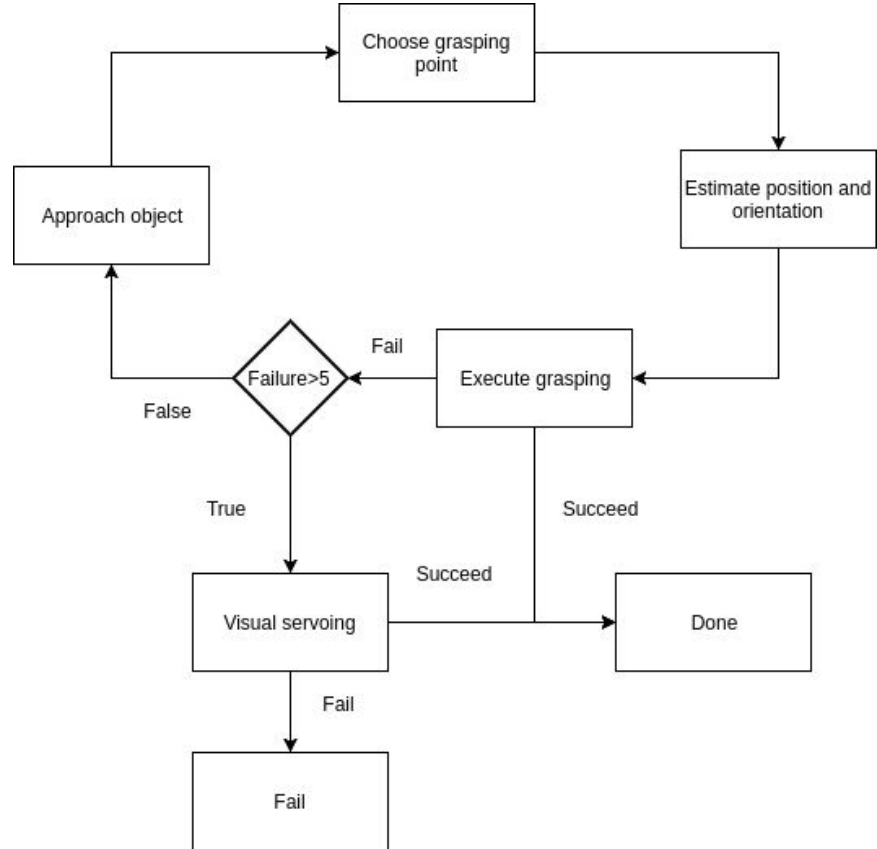 Choose grasping
point
Estimate position and
orientation
Approach object
Fail
Execute grasping
Failure>5
False
True
Succeed
Succeed
Visual servoing
Done
Fail
Fail